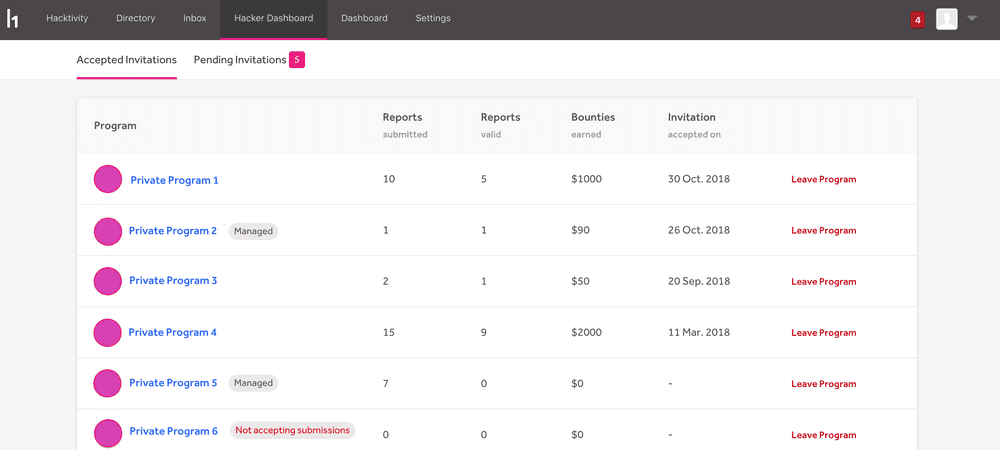 Hacktivity Directory Inbox Hacker Dashboard Dashboard Settings 4
Accepted Invitations Pending Invitations 5
Program Reports submitted Reports valid Bounties earned Invitation accepted on
Private Program 1 10 5 $1000 30 Oct. 2018 Leave Program
Private Program 2 Managed 1 1 $90 26 Oct. 2018 Leave Program
Private Program 3 2 1 $50 20 Sep. 2018 Leave Program
Private Program 4 15 9 $2000 11 Mar. 2018 Leave Program
Private Program 5 Managed 7 0 $0 - Leave Program
Private Program 6 Not accepting submissions 0 0 $0 - Leave Program